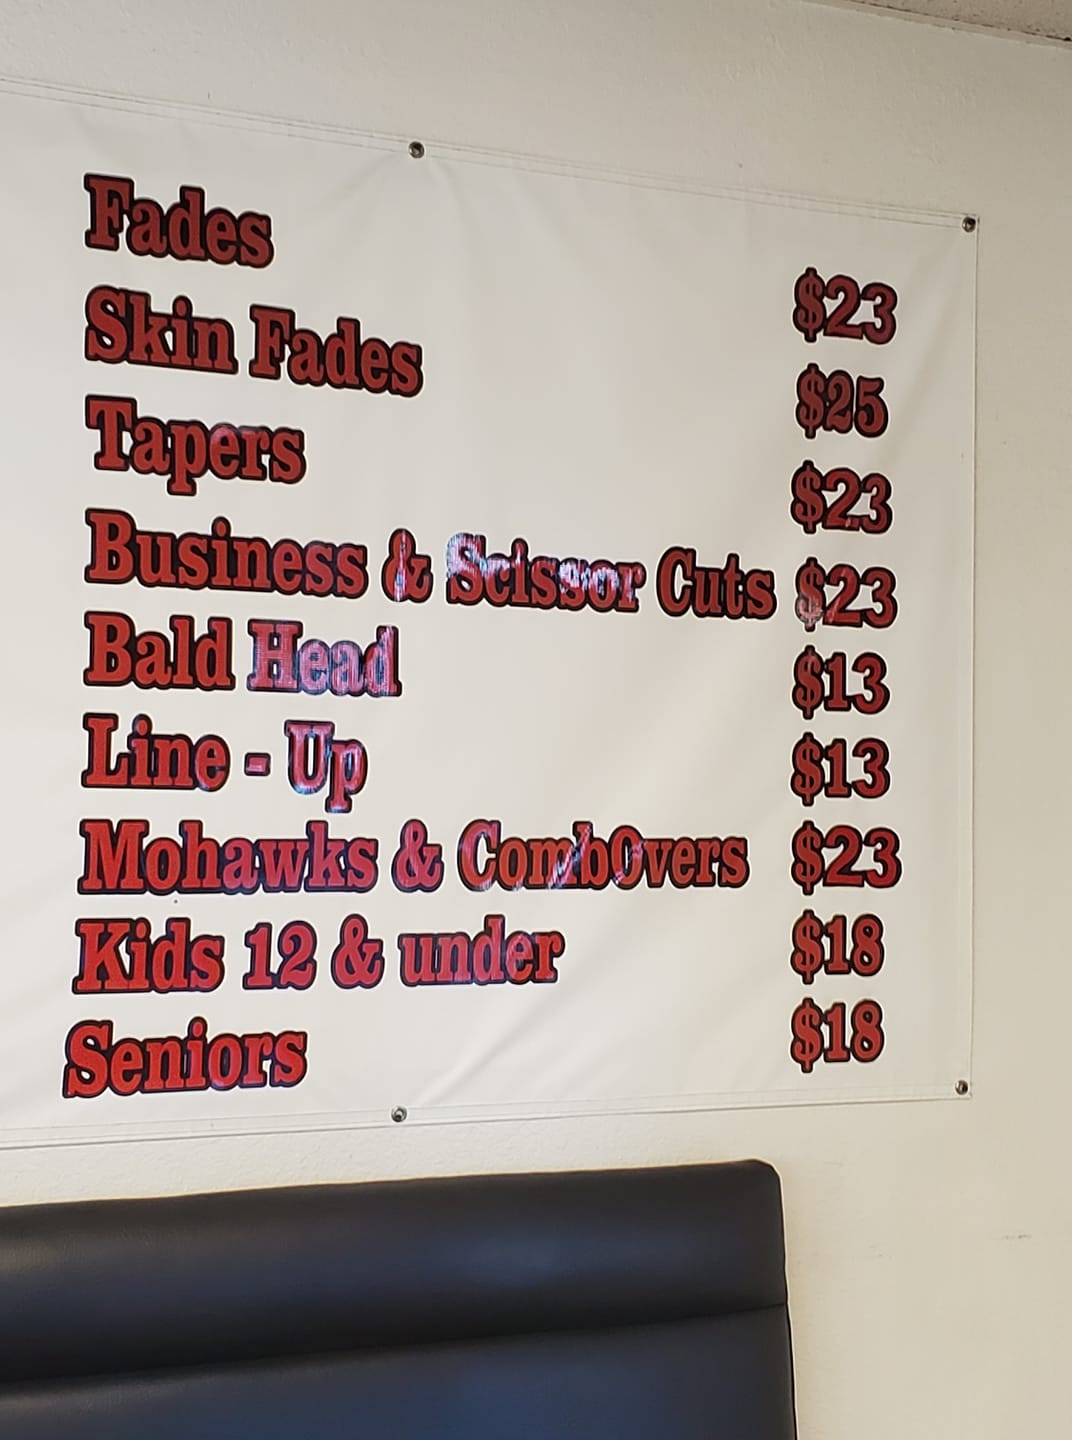 Fades $23
Skin Fades $25
Tapers $23
Business & Scissor Cuts $23
Bald Head $13
Line - Up $13
Mohawks & CombOvers $23
Kids 12 & under $18
Seniors $18